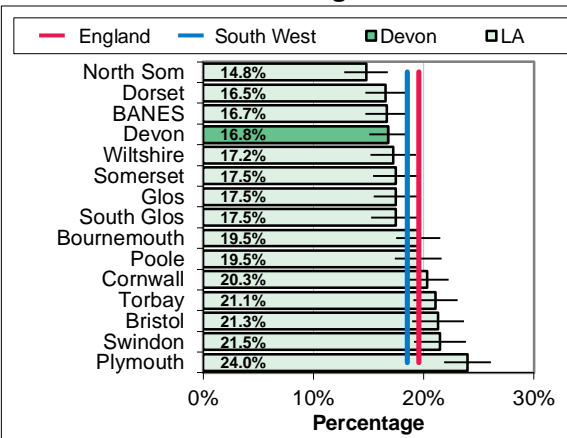 England South West Devon LA
North Som 14.8%
Dorset 16.5%
BANES 16.7%
Devon 16.8%
Wiltshire 17.2%
Somerset 17.5%
Glos 17.5%
South Glos 17.5%
Bournemouth 19.5%
Poole 19.5%
Cornwall 20.3%
Torbay 21.1%
Bristol 21.3%
Swindon 21.5%
Plymouth 24.0%
0% 10% 20% 30%
Percentage